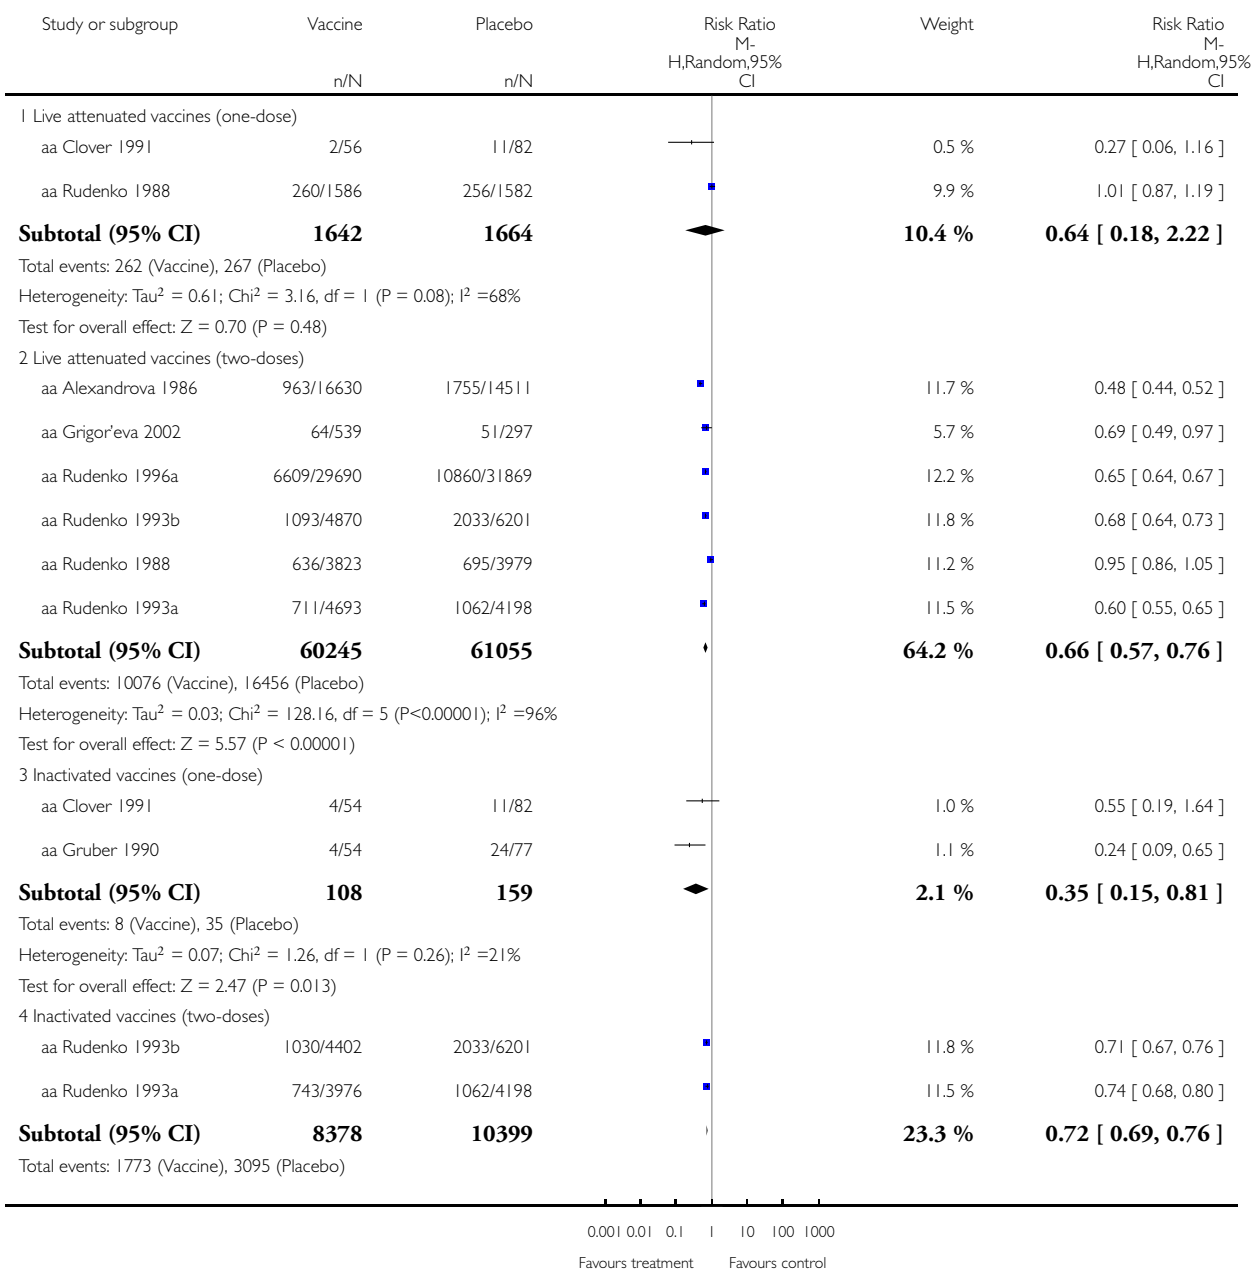 Study or subgroup Vaccine Placebo Risk Ratio Weight Risk Ratio
M- M-
H,Random,95% H,Random,95%
n/N n/N CI CI
1 Live attenuated vaccines (one-dose)
aa Clover 1991 2/56 11/82 0.5 % 0.27 [ 0.06, 1.16 ]
aa Rudenko 1988 260/1586 256/1582 9.9 % 1.01 [ 0.87, 1.19 ]
Subtotal (95% CI) 1642 1664 10.4 % 0.64 [ 0.18, 2.22 ]
Total events: 262 (Vaccine), 267 (Placebo)
Heterogeneity: Tau² = 0.61; Chi² = 3.16, df = 1 (P = 0.08); I² =68%
Test for overall effect: Z = 0.70 (P = 0.48)
2 Live attenuated vaccines (two-doses)
aa Alexandrova 1986 963/16630 1755/14511 11.7 % 0.48 [ 0.44, 0.52 ]
aa Grigor'eva 2002 64/539 51/297 5.7 % 0.69 [ 0.49, 0.97 ]
aa Rudenko 1996a 6609/29690 10860/31869 12.2 % 0.65 [ 0.64, 0.67 ]
aa Rudenko 1993b 1093/4870 2033/6201 11.8 % 0.68 [ 0.64, 0.73 ]
aa Rudenko 1988 636/3823 695/3979 11.2 % 0.95 [ 0.86, 1.05 ]
aa Rudenko 1993a 711/4693 1062/4198 11.5 % 0.60 [ 0.55, 0.65 ]
Subtotal (95% CI) 60245 61055 64.2 % 0.66 [ 0.57, 0.76 ]
Total events: 10076 (Vaccine), 16456 (Placebo)
Heterogeneity: Tau² = 0.03; Chi² = 128.16, df = 5 (P<0.00001); I² =96%
Test for overall effect: Z = 5.57 (P < 0.00001)
3 Inactivated vaccines (one-dose)
aa Clover 1991 4/54 11/82 1.0 % 0.55 [ 0.19, 1.64 ]
aa Gruber 1990 4/54 24/77 1.1 % 0.24 [ 0.09, 0.65 ]
Subtotal (95% CI) 108 159 2.1 % 0.35 [ 0.15, 0.81 ]
Total events: 8 (Vaccine), 35 (Placebo)
Heterogeneity: Tau² = 0.07; Chi² = 1.26, df = 1 (P = 0.26); I² =21%
Test for overall effect: Z = 2.47 (P = 0.013)
4 Inactivated vaccines (two-doses)
aa Rudenko 1993b 1030/4402 2033/6201 11.8 % 0.71 [ 0.67, 0.76 ]
aa Rudenko 1993a 743/3976 1062/4198 11.5 % 0.74 [ 0.68, 0.80 ]
Subtotal (95% CI) 8378 10399 23.3 % 0.72 [ 0.69, 0.76 ]
Total events: 1773 (Vaccine), 3095 (Placebo)
0.001 0.01 0.1 1 10 100 1000
Favours treatment Favours control